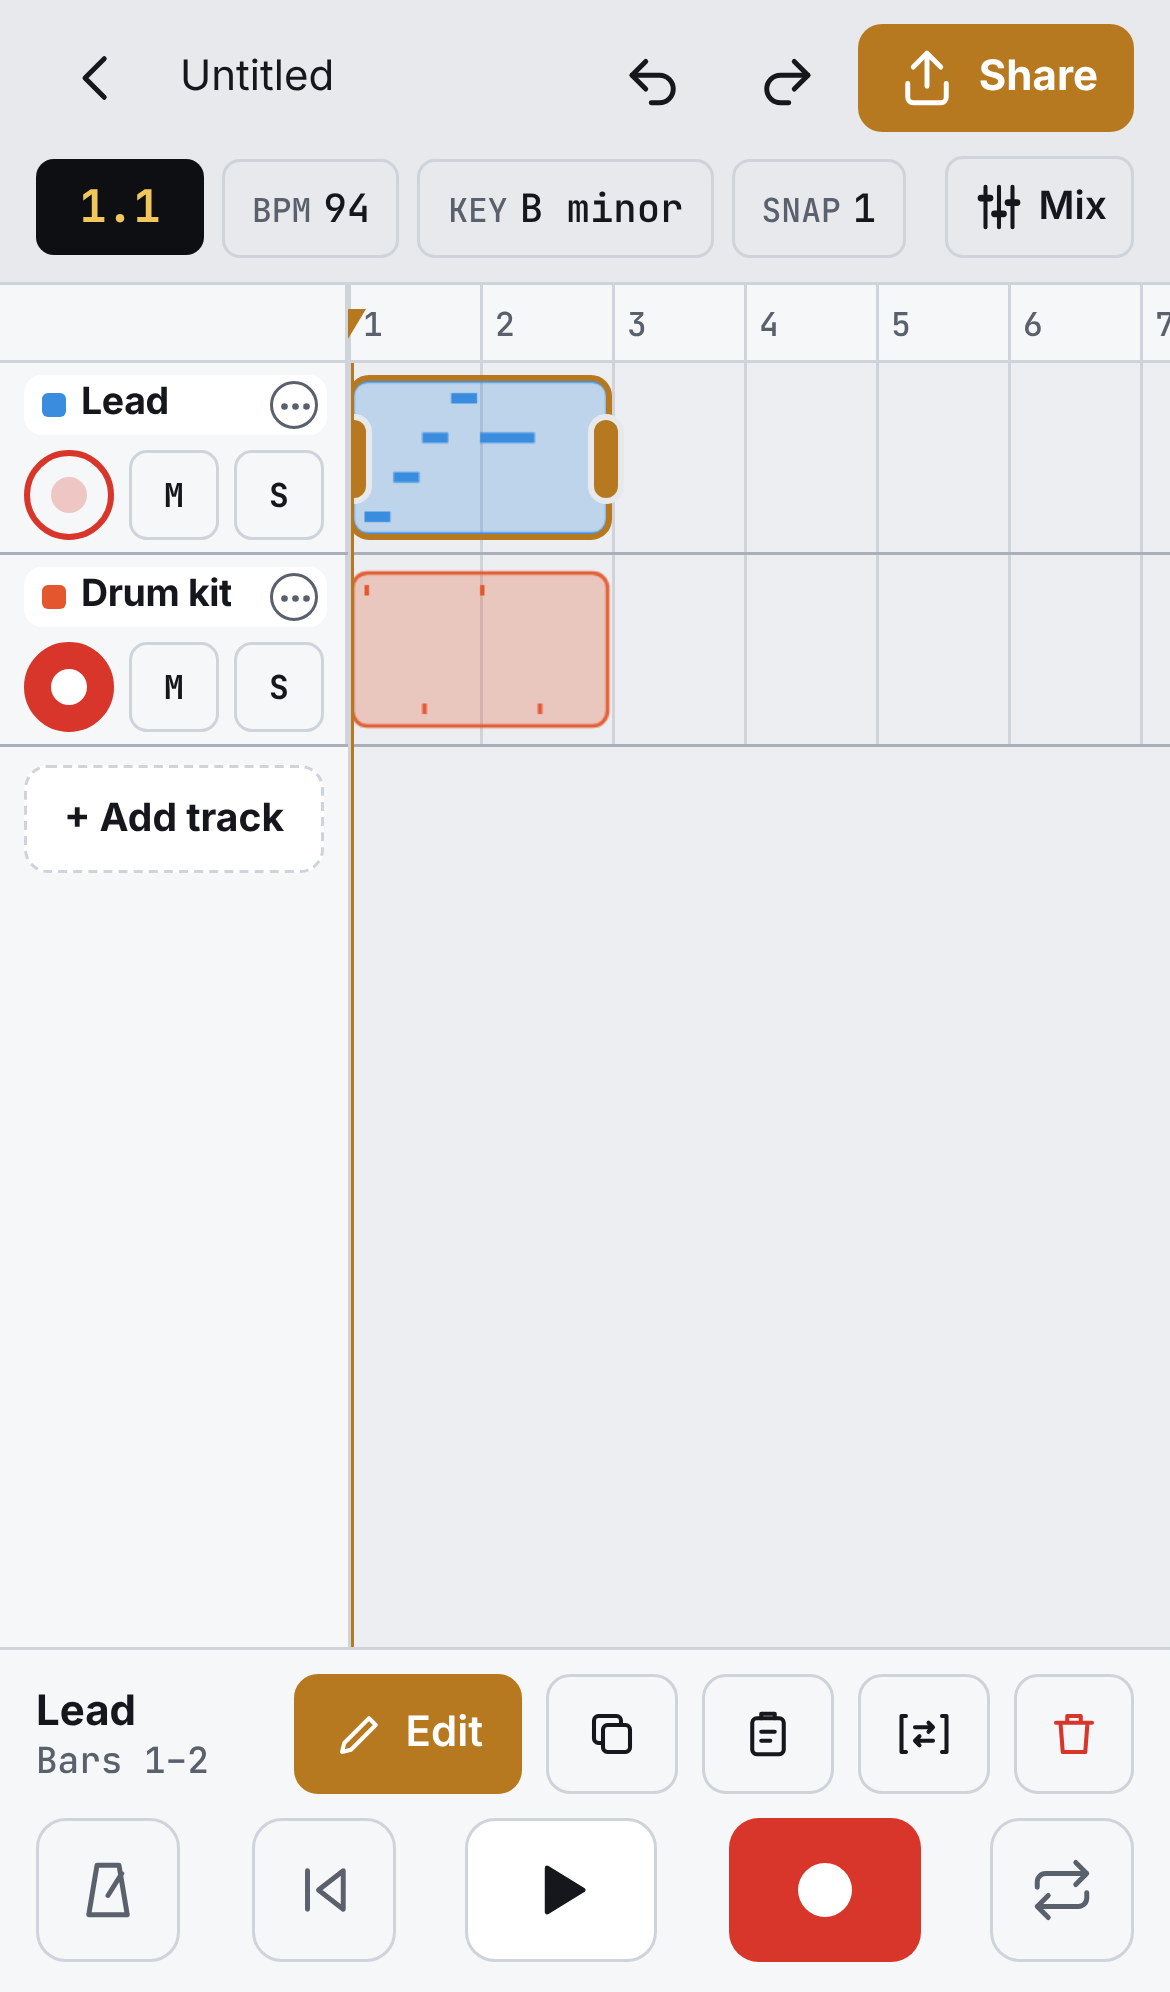 Untitled
Share
1.1
BPM 94
KEY B minor
SNAP 1
Mix
1 2 3 4 5 6 7
Lead
M S
Drum kit
M S
+ Add track
Lead
Bars 1–2
Edit